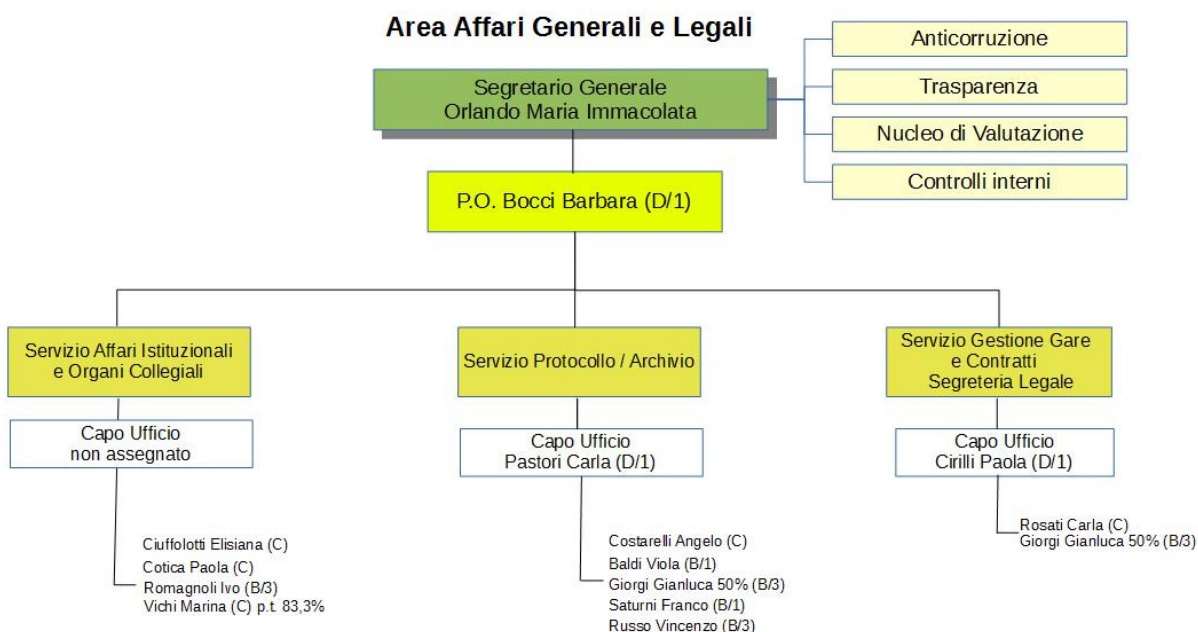 Area Affari Generali e Legali
Segretario Generale
Orlando Maria Immacolata
Anticorruzione
Trasparenza
Nucleo di Valutazione
Controlli interni
P.O. Bocci Barbara (D/1)
Servizio Affari Istituzionali
e Organi Collegiali
Capo Ufficio
non assegnato
Ciuffolotti Elisiana (C)
Cotica Paola (C)
Romagnoli Ivo (B/3)
Vichi Marina (C) p.t. 83,3%
Servizio Protocollo / Archivio
Capo Ufficio
Pastori Carla (D/1)
Costarelli Angelo (C)
Baldi Viola (B/1)
Giorgi Gianluca 50% (B/3)
Saturni Franco (B/1)
Russo Vincenzo (B/3)
Servizio Gestione Gare
e Contratti
Segreteria Legale
Capo Ufficio
Cirilli Paola (D/1)
Rosati Carla (C)
Giorgi Gianluca 50% (B/3)